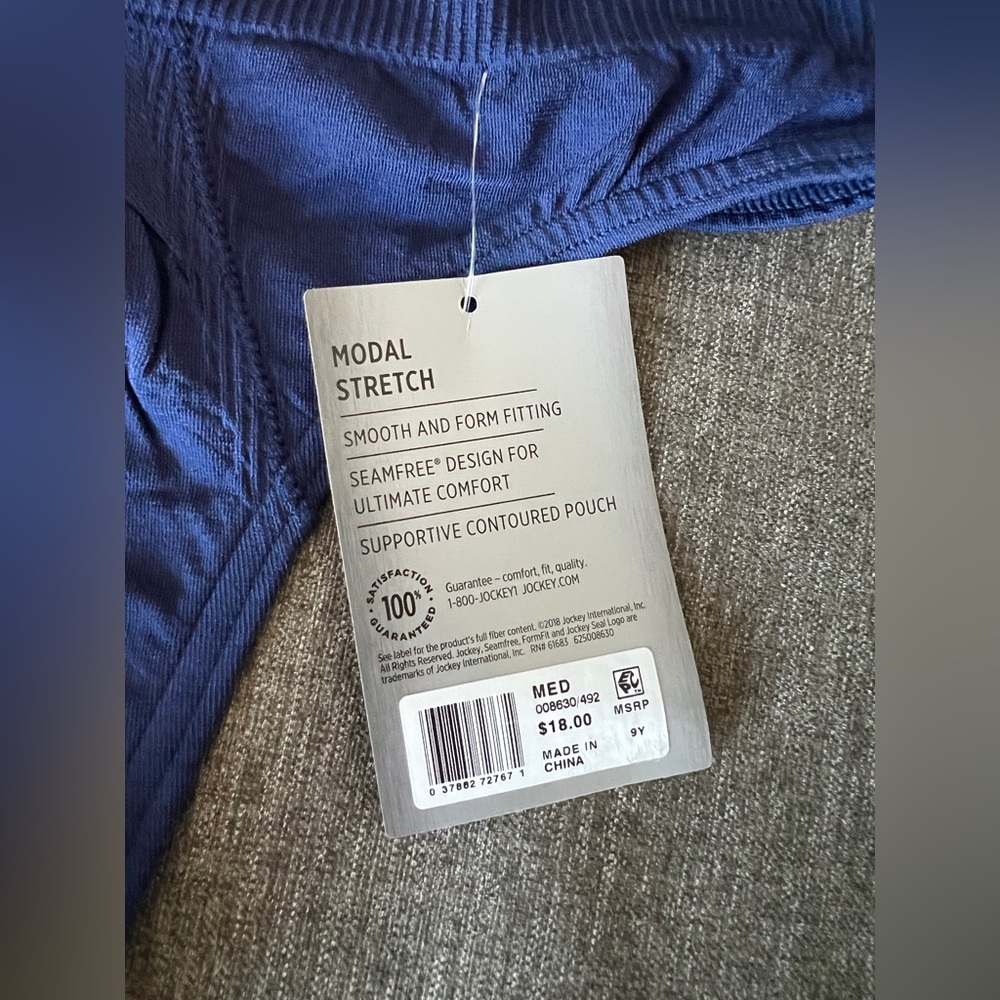 MODAL
STRETCH
SMOOTH AND FORM FITTING
SEAMFREE® DESIGN FOR
ULTIMATE COMFORT
SUPPORTIVE CONTOURED POUCH
• SATISFACTION •
100%
GUARANTEED
Guarantee – comfort, fit, quality.
1-800-JOCKEY1 JOCKEY.COM
See label for the product's full fiber content. ©2018 Jockey International, Inc.
All Rights Reserved. Jockey, Seamfree, FormFit and Jockey Seal Logo are
trademarks of Jockey International, Inc. RN# 61683 625008630
MED
008630/492
$18.00
MSRP
MADE IN
CHINA
9Y
EPC™
0 37882 72767 1